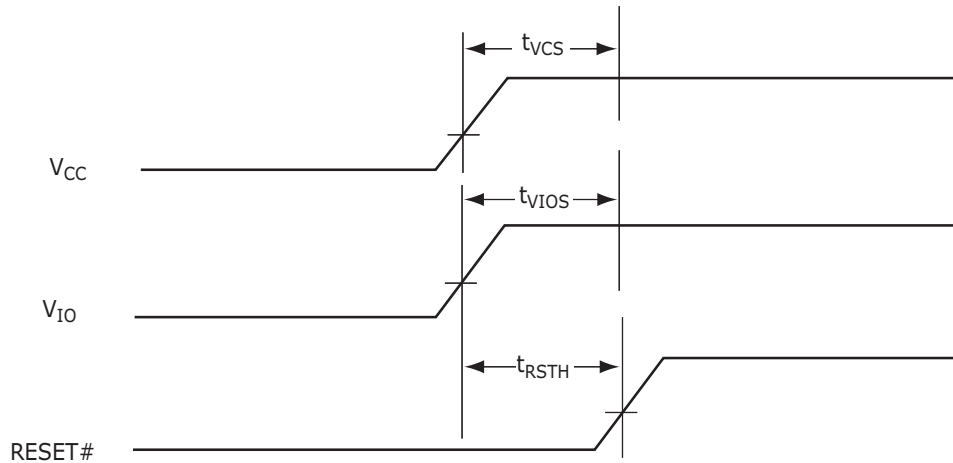 tVCS
VCC
tVIOS
VIO
tRSTH
RESET#